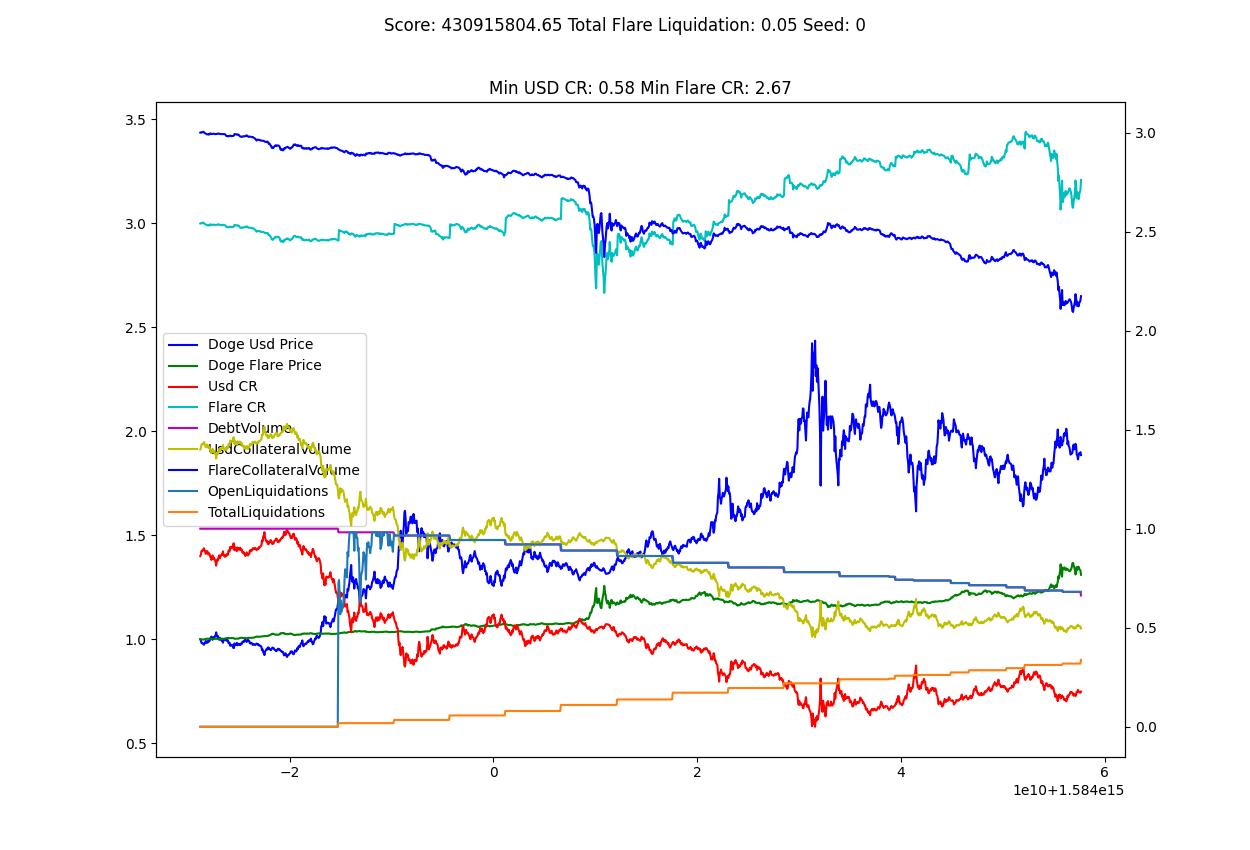 Score: 430915804.65 Total Flare Liquidation: 0.05 Seed: 0
Min USD CR: 0.58 Min Flare CR: 2.67
3.5
3.0
2.5
2.0
1.5
1.0
0.5
Doge Usd Price
Doge Flare Price
Usd CR
Flare CR
DebtVolume
UsdCollateralVolume
FlareCollateralVolume
OpenLiquidations
TotalLiquidations
3.0
2.5
2.0
1.5
1.0
0.5
0.0
−2 0 2 4 6
1e10+1.584e15